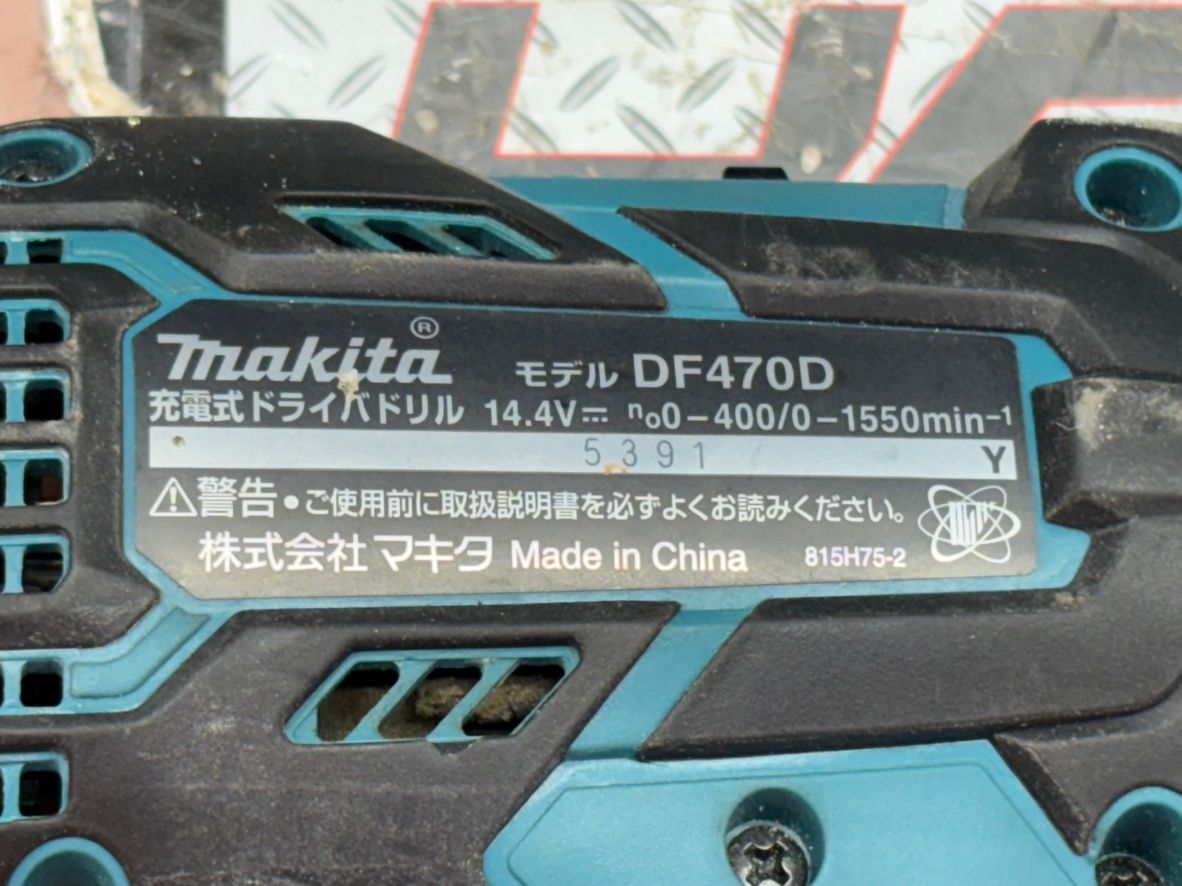 makita®
モデル DF470D
充電式ドライバドリル 14.4V⎓ n₀0-400/0-1550min⁻¹
5391 Y
⚠警告・ご使用前に取扱説明書を必ずよくお読みください。
株式会社マキタ Made in China 815H75-2